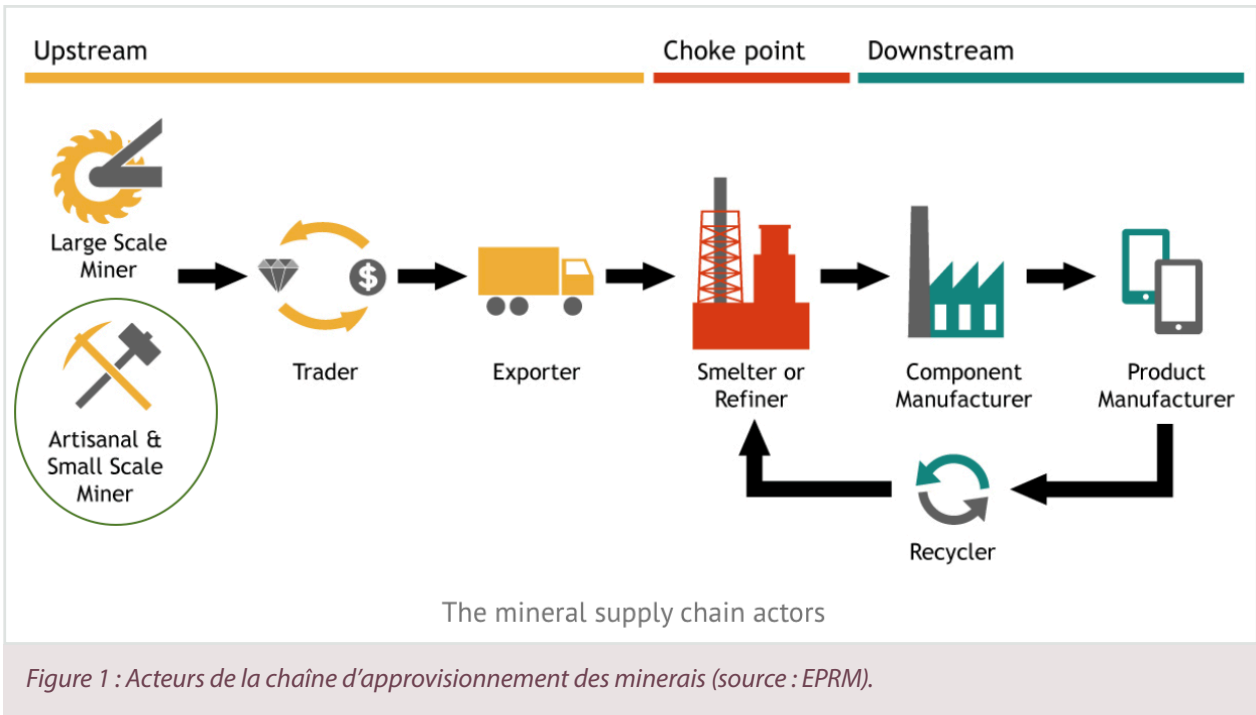 Upstream
Choke point
Downstream
Large Scale
Miner
Artisanal &
Small Scale
Miner
Trader
$
Exporter
Smelter or
Refiner
Component
Manufacturer
Product
Manufacturer
Recycler
The mineral supply chain actors
Figure 1 : Acteurs de la chaîne d’approvisionnement des minerais (source : EPRM).